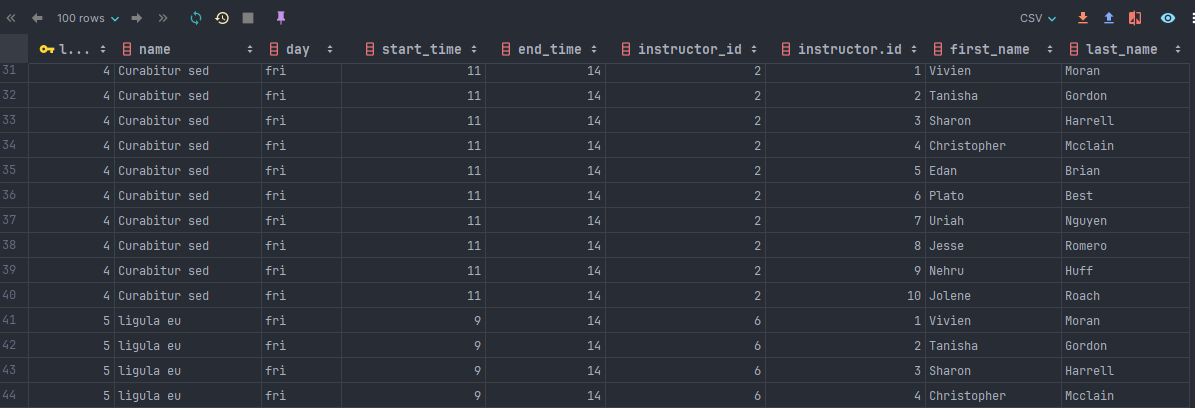 100 rows CSV
l... name day start_time end_time instructor_id instructor.id first_name last_name
31 4 Curabitur sed fri 11 14 2 1 Vivien Moran
32 4 Curabitur sed fri 11 14 2 2 Tanisha Gordon
33 4 Curabitur sed fri 11 14 2 3 Sharon Harrell
34 4 Curabitur sed fri 11 14 2 4 Christopher Mcclain
35 4 Curabitur sed fri 11 14 2 5 Edan Brian
36 4 Curabitur sed fri 11 14 2 6 Plato Best
37 4 Curabitur sed fri 11 14 2 7 Uriah Nguyen
38 4 Curabitur sed fri 11 14 2 8 Jesse Romero
39 4 Curabitur sed fri 11 14 2 9 Nehru Huff
40 4 Curabitur sed fri 11 14 2 10 Jolene Roach
41 5 ligula eu fri 9 14 6 1 Vivien Moran
42 5 ligula eu fri 9 14 6 2 Tanisha Gordon
43 5 ligula eu fri 9 14 6 3 Sharon Harrell
44 5 ligula eu fri 9 14 6 4 Christopher Mcclain